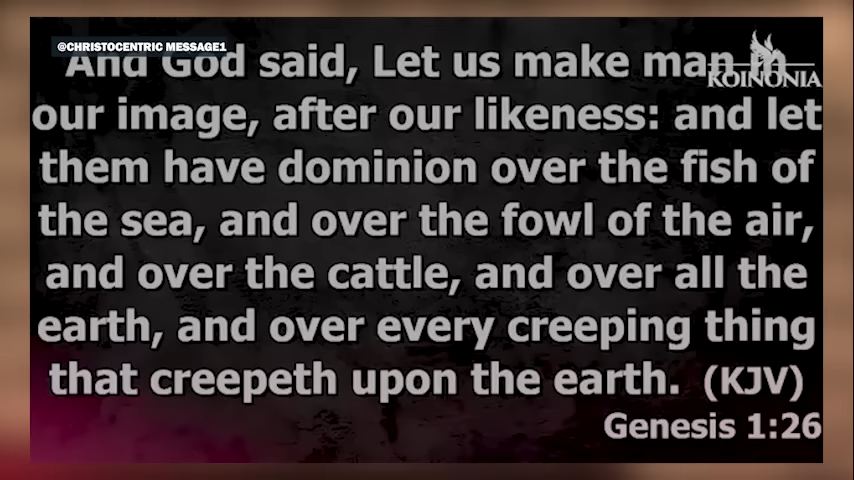 @CHRISTOCENTRIC MESSAGE1
KOINONIA
And God said, Let us make man in
our image, after our likeness: and let
them have dominion over the fish of
the sea, and over the fowl of the air,
and over the cattle, and over all the
earth, and over every creeping thing
that creepeth upon the earth. (KJV)
Genesis 1:26